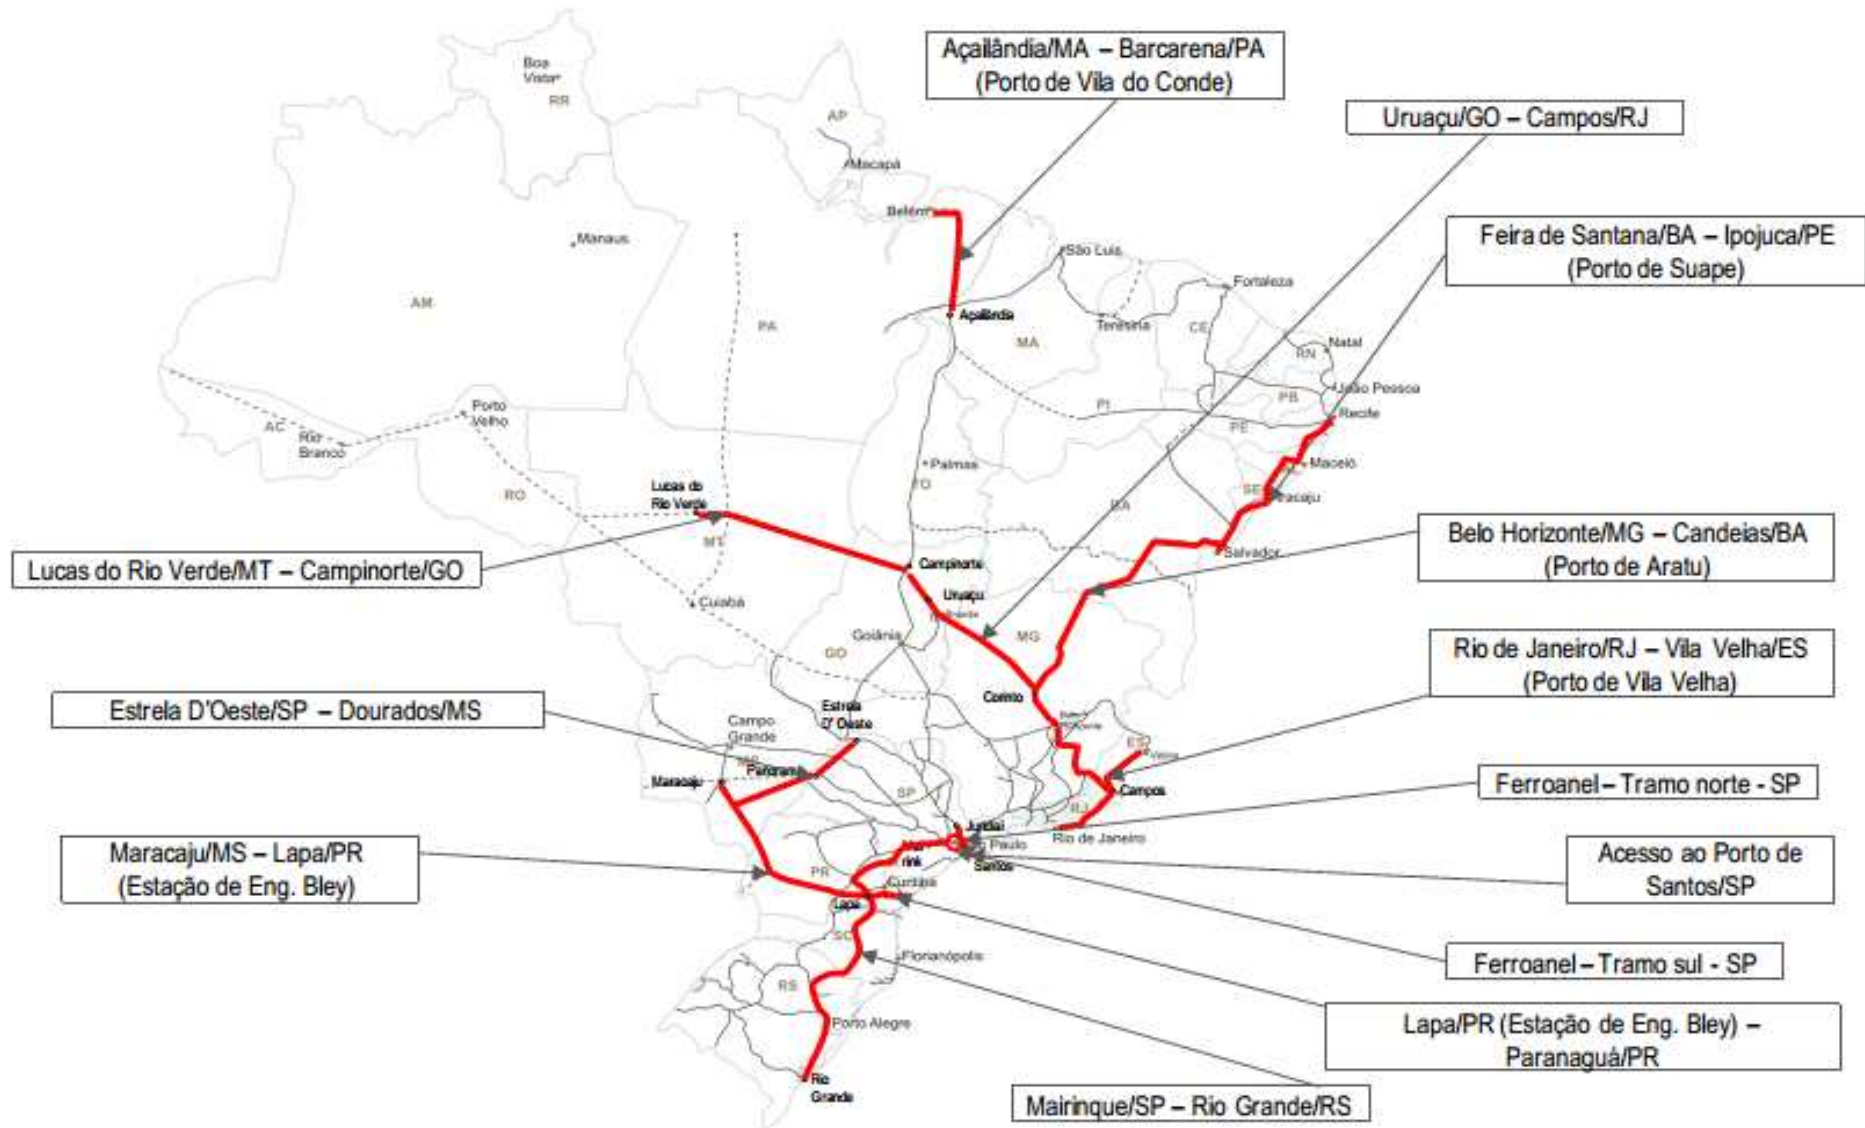 Açailândia/MA – Barcarena/PA
(Porto de Vila do Conde)
Uruaçu/GO – Campos/RJ
Feira de Santana/BA – Ipojuca/PE
(Porto de Suape)
Belo Horizonte/MG – Candeias/BA
(Porto de Aratu)
Rio de Janeiro/RJ – Vila Velha/ES
(Porto de Vila Velha)
Ferroanel – Tramo norte - SP
Acesso ao Porto de
Santos/SP
Ferroanel – Tramo sul - SP
Lapa/PR (Estação de Eng. Bley) –
Paranaguá/PR
Mairinque/SP – Rio Grande/RS
Lucas do Rio Verde/MT – Campinorte/GO
Estrela D'Oeste/SP – Dourados/MS
Maracaju/MS – Lapa/PR
(Estação de Eng. Bley)
Boa
Vista
RR
AP
Macapá
Belém
Manaus
São Luis
AM
PA
Açailândia
MA
Teresina
Fortaleza
CE
RN
Natal
João Pessoa
PB
Recife
PI
PE
Porto
Velho
AC
Rio
Branco
RO
Palmas
TO
Maceió
SE
Aracaju
BA
Salvador
Lucas do
Rio Verde
MT
Campinorte
Uruaçu
Cuiabá
Goiânia
GO
MG
Corinto
Estrela
D' Oeste
Campo
Grande
MS
Panorama
Maracaju
SP
ES
Campos
RJ
Rio de Janeiro
Jundiaí
Paulo
Santos
PR
Curitiba
Lapa
SC
Florianópolis
RS
Porto Alegre
Rio
Grande